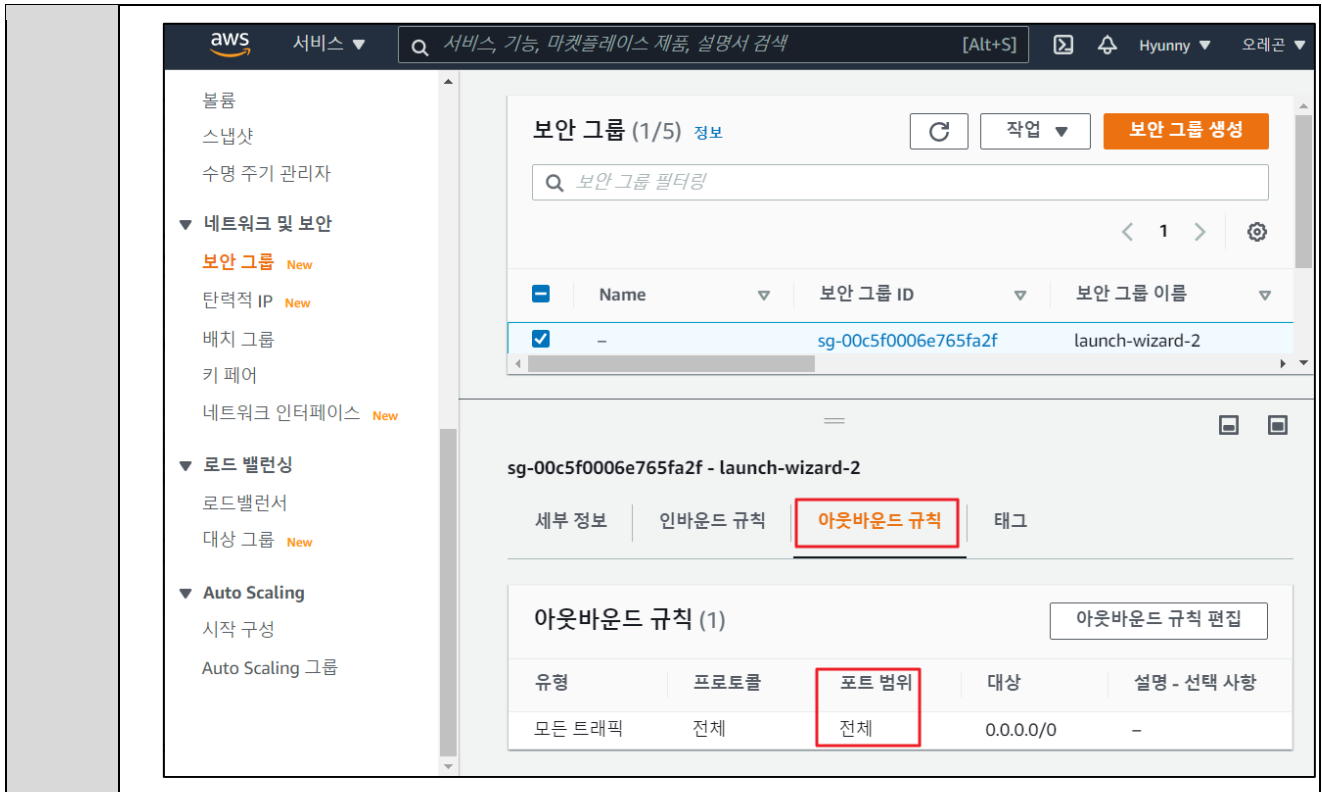 aws 서비스 ▼ 서비스, 기능, 마켓플레이스 제품, 설명서 검색 [Alt+S] Hyunny ▼ 오레곤 ▼
볼륨
스냅샷
수명 주기 관리자
▼ 네트워크 및 보안
보안 그룹 New
탄력적 IP New
배치 그룹
키 페어
네트워크 인터페이스 New
▼ 로드 밸런싱
로드밸런서
대상 그룹 New
▼ Auto Scaling
시작 구성
Auto Scaling 그룹
보안 그룹 (1/5) 정보 작업 ▼ 보안 그룹 생성
보안 그룹 필터링
< 1 >
Name 보안 그룹 ID 보안 그룹 이름
– sg-00c5f0006e765fa2f launch-wizard-2
sg-00c5f0006e765fa2f - launch-wizard-2
세부 정보 인바운드 규칙 아웃바운드 규칙 태그
아웃바운드 규칙 (1) 아웃바운드 규칙 편집
유형 프로토콜 포트 범위 대상 설명 - 선택 사항
모든 트래픽 전체 전체 0.0.0.0/0 –